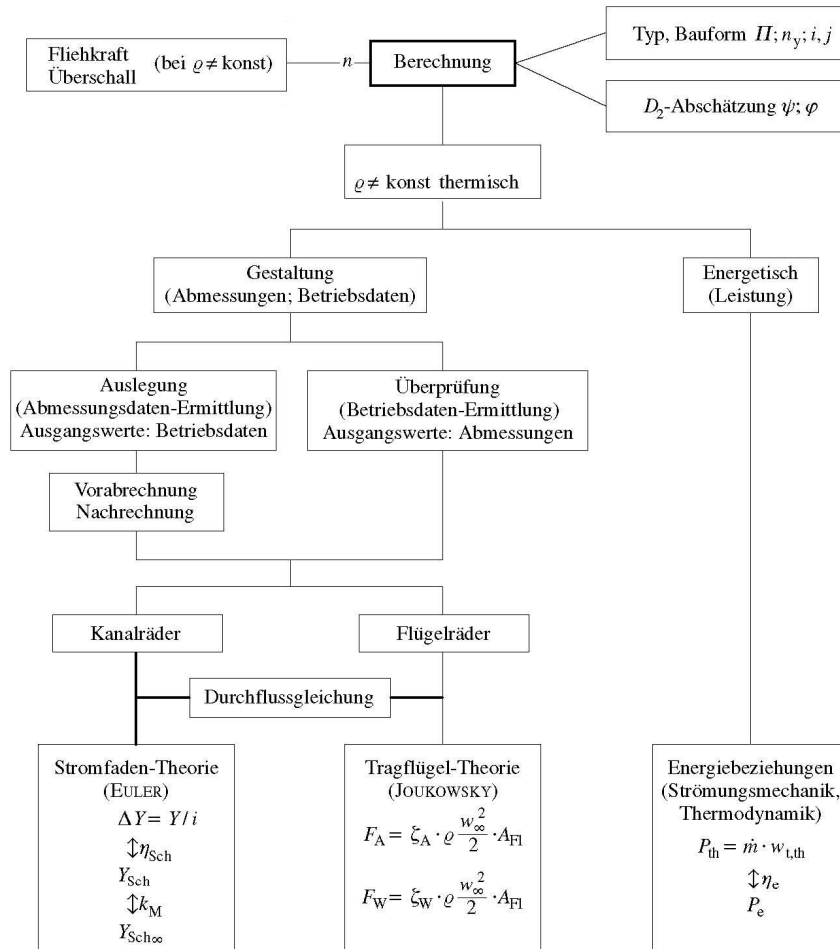 Fliehkraft
Überschall (bei ϱ ≠ konst)
n
Berechnung
Typ, Bauform Π; n_y; i, j
D₂-Abschätzung ψ; φ
ϱ ≠ konst thermisch
Gestaltung
(Abmessungen; Betriebsdaten)
Energetisch
(Leistung)
Auslegung
(Abmessungsdaten-Ermittlung)
Ausgangswerte: Betriebsdaten
Überprüfung
(Betriebsdaten-Ermittlung)
Ausgangswerte: Abmessungen
Vorabrechnung
Nachrechnung
Kanalräder
Flügelräder
Durchflussgleichung
Stromfaden-Theorie
(EULER)
ΔY = Y/i
↕η_Sch
Y_Sch
↕k_M
Y_Sch∞
Tragflügel-Theorie
(JOUKOWSKY)
F_A = ζ_A · ϱ w_∞²/2 · A_Fl
F_W = ζ_W · ϱ w_∞²/2 · A_Fl
Energiebeziehungen
(Strömungsmechanik,
Thermodynamik)
P_th = ṁ · w_t,th
↕η_e
P_e